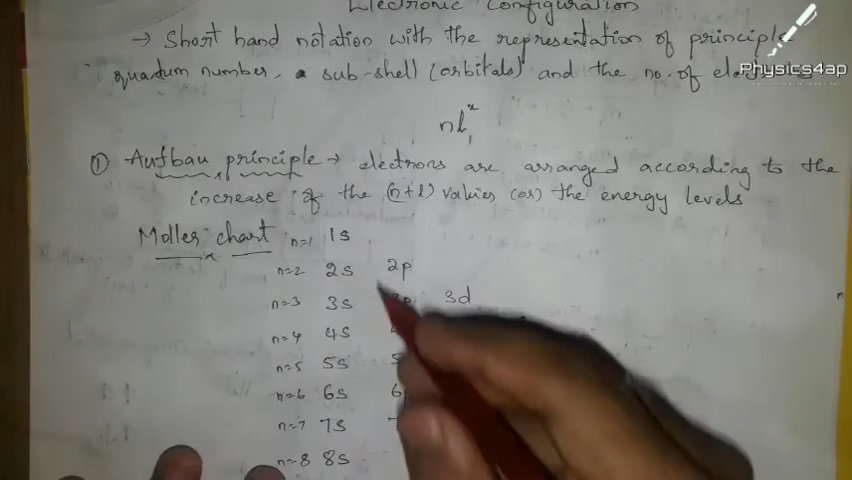 Electronic Configuration
→ Short hand notation with the representation of principle
quantum number, sub-shell (orbitals) and the no. of
Physics4ap
nl^x
① Aufbau principle → electrons are arranged according to the
increase of the (n+l) values (or) the energy levels
Moller chart n=1 1s
n=2 2s 2p
n=3 3s 3d
n=4 4s
n=5 5s
n=6 6s
n=7 7s
n=8 8s